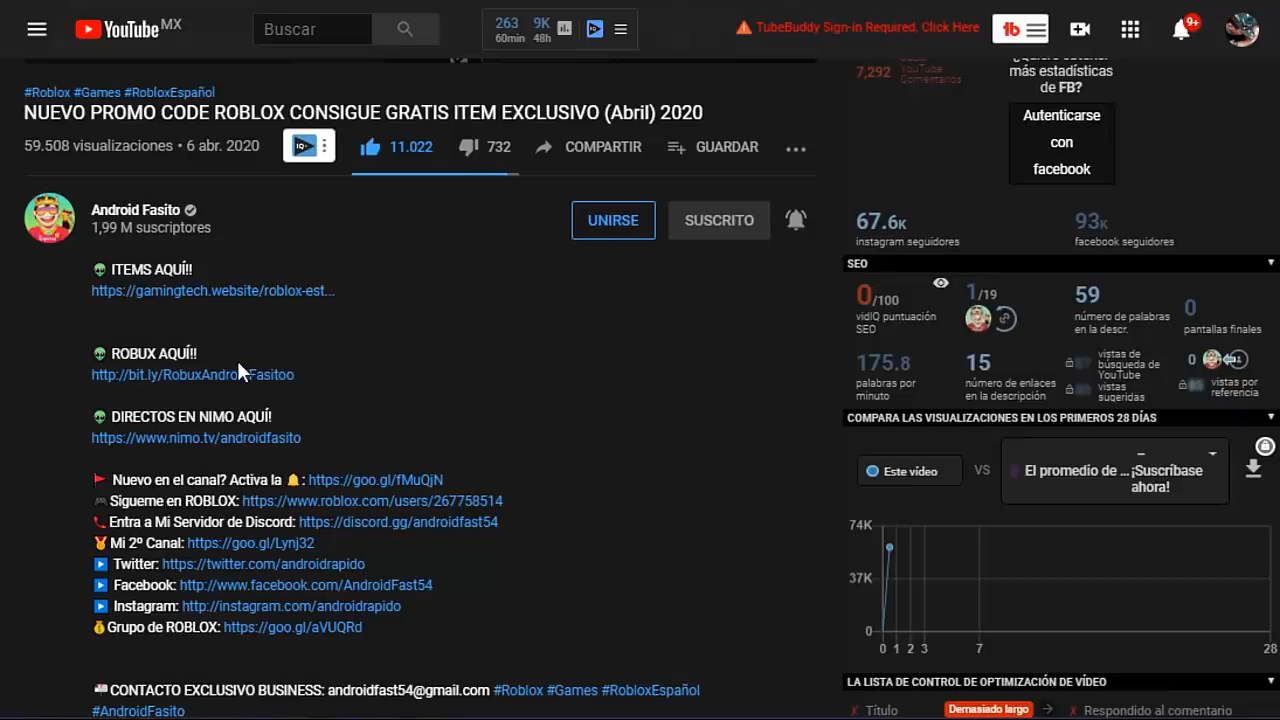 YouTube MX
Buscar
263 9K
60min 48h
TubeBuddy Sign-in Required, Click Here
tb
9+
#Roblox #Games #RobloxEspañol
NUEVO PROMO CODE ROBLOX CONSIGUE GRATIS ITEM EXCLUSIVO (Abril) 2020
59.508 visualizaciones • 6 abr. 2020
IQ
11.022
732
COMPARTIR
GUARDAR
Android Fasito
1,99 M suscriptores
UNIRSE
SUSCRITO
ITEMS AQUÍ!!
https://gamingtech.website/roblox-est...
ROBUX AQUÍ!!
http://bit.ly/RobuxAndroidFasitoo
DIRECTOS EN NIMO AQUÍ!
https://www.nimo.tv/androidfasito
Nuevo en el canal? Activa la : https://goo.gl/fMuQjN
Sígueme en ROBLOX: https://www.roblox.com/users/267758514
Entra a Mi Servidor de Discord: https://discord.gg/androidfast54
Mi 2º Canal: https://goo.gl/Lynj32
Twitter: https://twitter.com/androidrapido
Facebook: http://www.facebook.com/AndroidFast54
Instagram: http://instagram.com/androidrapido
Grupo de ROBLOX: https://goo.gl/aVUQRd
CONTACTO EXCLUSIVO BUSINESS: androidfast54@gmail.com #Roblox #Games #RobloxEspañol
#AndroidFasito
7,292
YouTube
Comentarios
más estadísticas
de FB?
Autenticarse
con
facebook
67.6K
instagram seguidores
93K
facebook seguidores
SEO
0/100
vidIQ puntuación
SEO
1/19
59
número de palabras
en la descr.
0
pantallas finales
175.8
palabras por
minuto
15
número de enlaces
en la descripción
vistas de
búsqueda de
YouTube
vistas
sugeridas
0
vistas por
referencia
COMPARA LAS VISUALIZACIONES EN LOS PRIMEROS 28 DÍAS
Este vídeo
VS
El promedio de ...
¡Suscríbase
ahora!
74K
37K
0
0 1 2 3 7 28
LA LISTA DE CONTROL DE OPTIMIZACIÓN DE VÍDEO
Título
Demasiado largo
Respondido al comentario